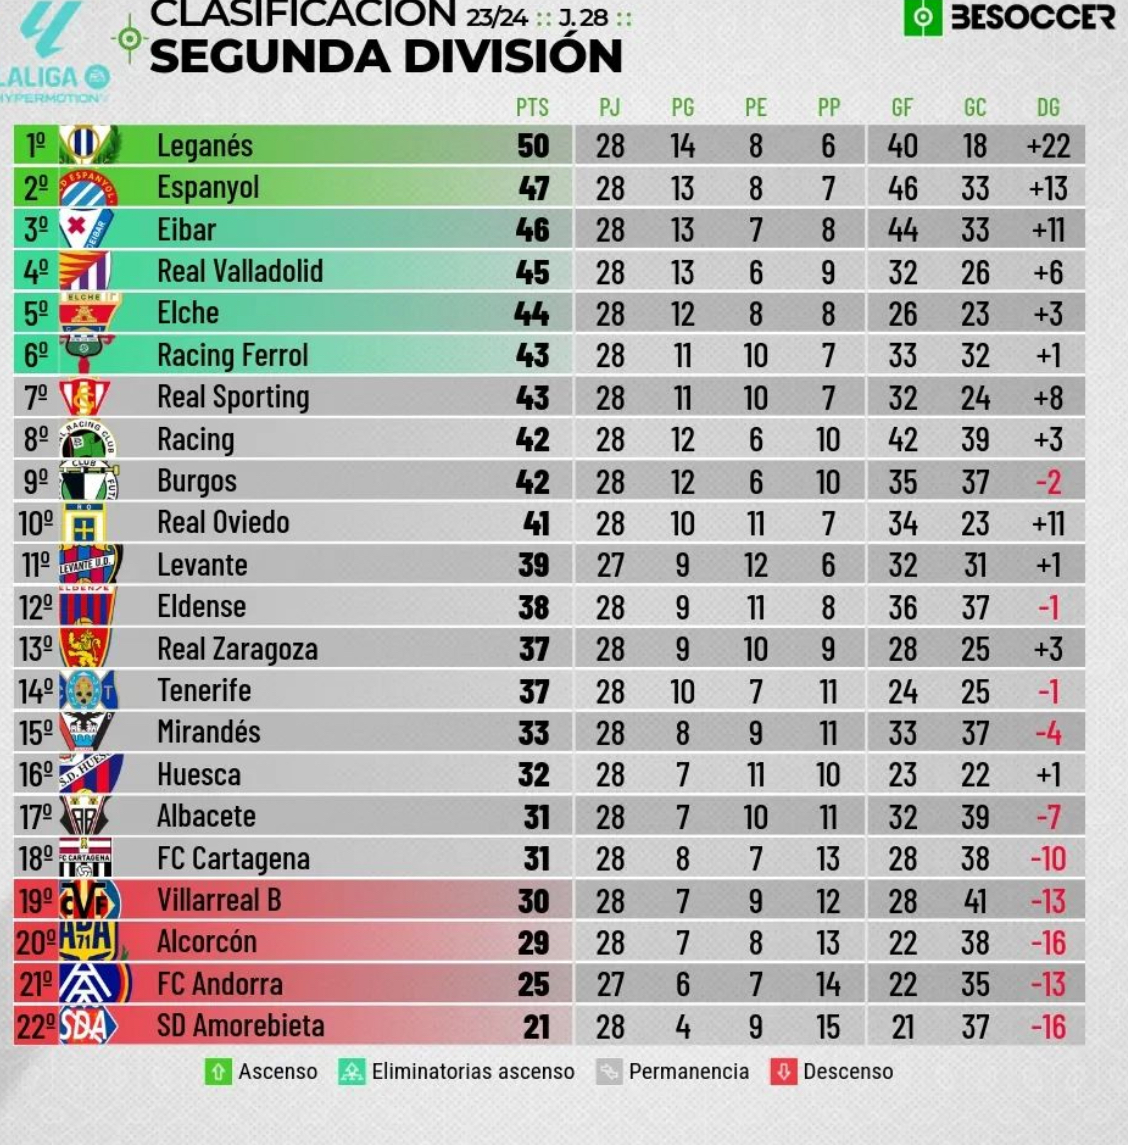 CLASIFICACIÓN 23/24 :: J. 28 ::
SEGUNDA DIVISIÓN
BESOCCER
LALIGA
HYPERMOTION
PTS PJ PG PE PP GF GC DG
1º Leganés 50 28 14 8 6 40 18 +22
2º Espanyol 47 28 13 8 7 46 33 +13
3º Eibar 46 28 13 7 8 44 33 +11
4º Real Valladolid 45 28 13 6 9 32 26 +6
5º Elche 44 28 12 8 8 26 23 +3
6º Racing Ferrol 43 28 11 10 7 33 32 +1
7º Real Sporting 43 28 11 10 7 32 24 +8
8º Racing 42 28 12 6 10 42 39 +3
9º Burgos 42 28 12 6 10 35 37 -2
10º Real Oviedo 41 28 10 11 7 34 23 +11
11º Levante 39 27 9 12 6 32 31 +1
12º Eldense 38 28 9 11 8 36 37 -1
13º Real Zaragoza 37 28 9 10 9 28 25 +3
14º Tenerife 37 28 10 7 11 24 25 -1
15º Mirandés 33 28 8 9 11 33 37 -4
16º Huesca 32 28 7 11 10 23 22 +1
17º Albacete 31 28 7 10 11 32 39 -7
18º FC Cartagena 31 28 8 7 13 28 38 -10
19º Villarreal B 30 28 7 9 12 28 41 -13
20º Alcorcón 29 28 7 8 13 22 38 -16
21º FC Andorra 25 27 6 7 14 22 35 -13
22º SD Amorebieta 21 28 4 9 15 21 37 -16
Ascenso Eliminatorias ascenso Permanencia Descenso